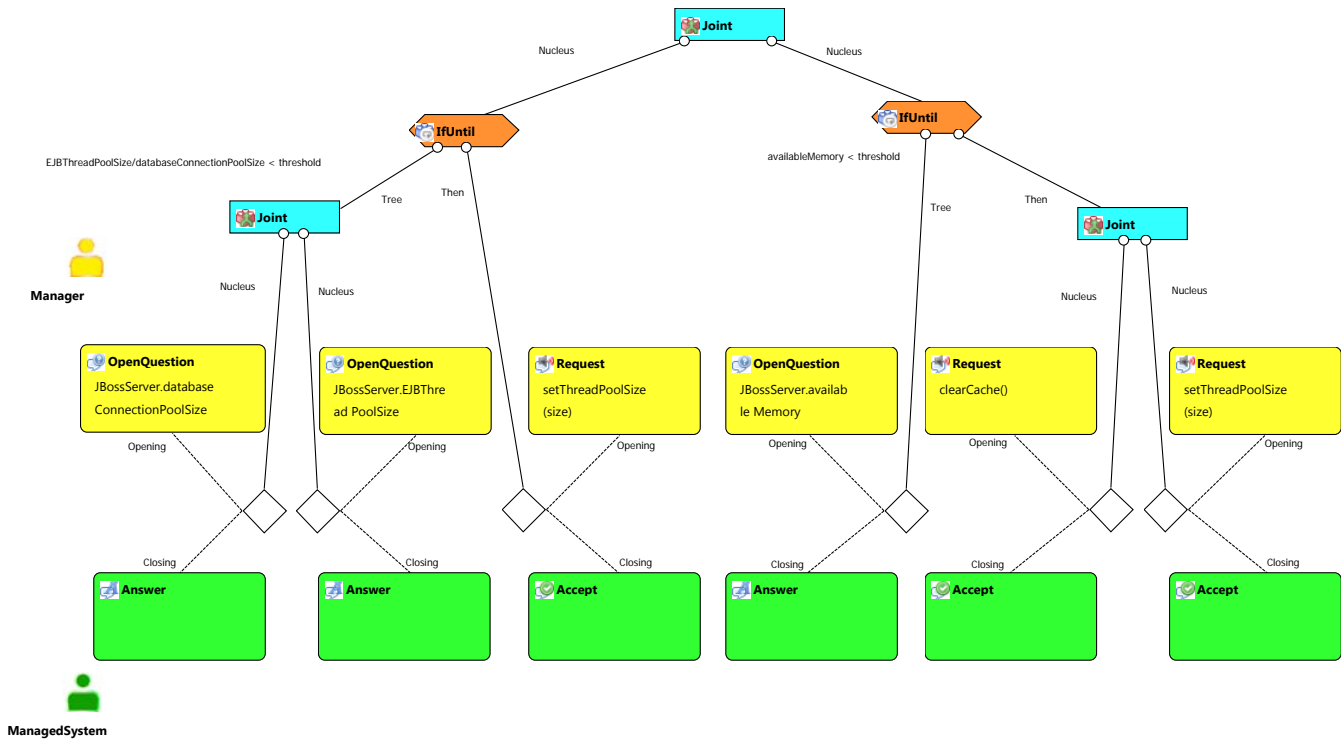 Joint
Nucleus
Nucleus
IfUntil
IfUntil
EJBThreadPoolSize/databaseConnectionPoolSize < threshold
availableMemory < threshold
Tree
Then
Tree
Then
Joint
Joint
Manager
Nucleus
Nucleus
Nucleus
Nucleus
OpenQuestion
JBossServer.database
ConnectionPoolSize
OpenQuestion
JBossServer.EJBThre
ad PoolSize
Request
setThreadPoolSize
(size)
OpenQuestion
JBossServer.availab
le Memory
Request
clearCache()
Request
setThreadPoolSize
(size)
Opening
Opening
Opening
Opening
Opening
Opening
Closing
Closing
Closing
Closing
Closing
Closing
Answer
Answer
Accept
Answer
Accept
Accept
ManagedSystem